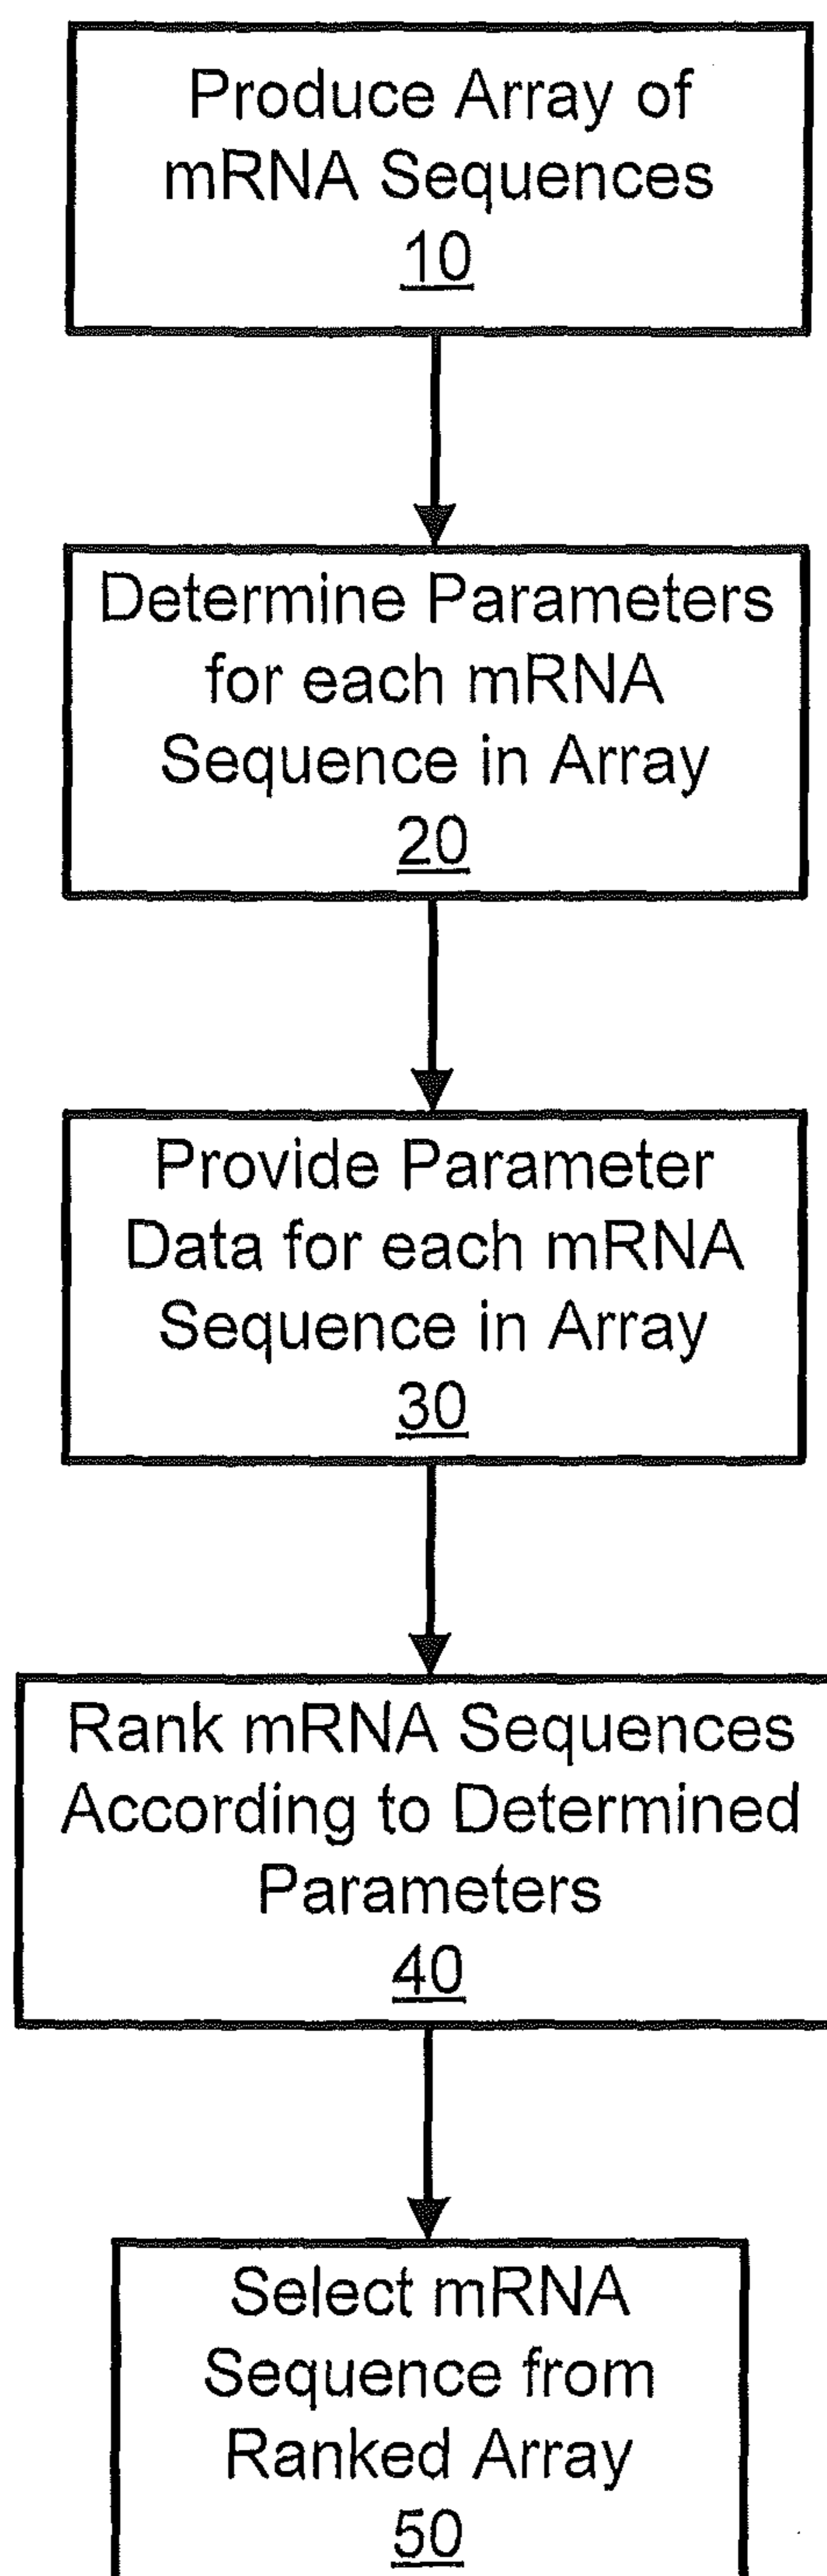 Produce Array of
mRNA Sequences
10
Determine Parameters
for each mRNA
Sequence in Array
20
Provide Parameter
Data for each mRNA
Sequence in Array
30
Rank mRNA Sequences
According to Determined
Parameters
40
Select mRNA
Sequence from
Ranked Array
50